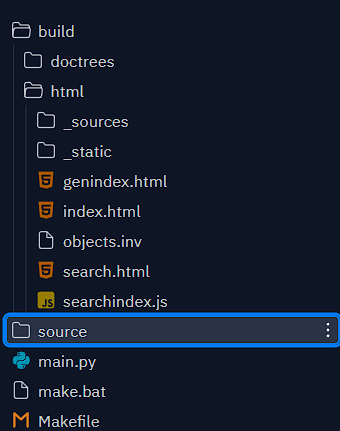 build
doctrees
html
_sources
_static
genindex.html
index.html
objects.inv
search.html
JS searchindex.js
source
main.py
make.bat
Makefile